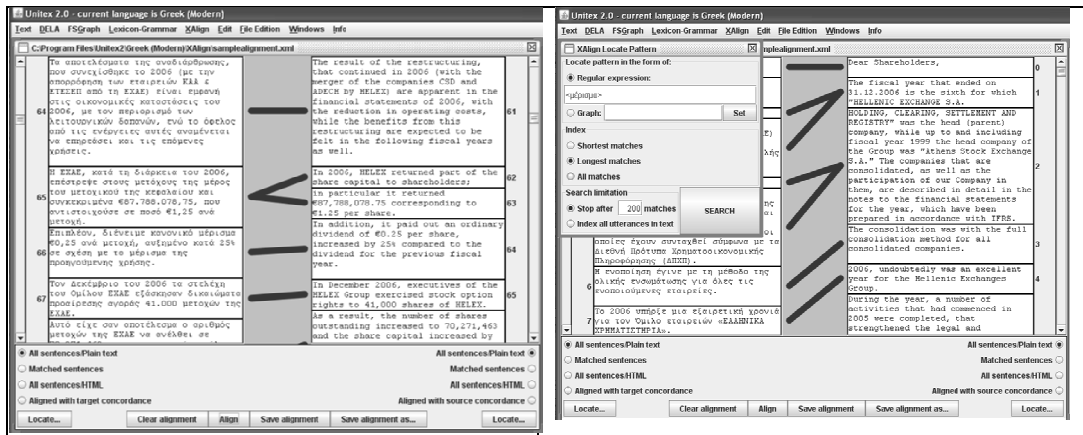 Unitex 2.0 - current language is Greek (Modern)
Text DELA FSGraph Lexicon-Grammar XAlign Edit File Edition Windows Info
C:\Program Files\Unitex2\Greek (Modern)\XAlign\samplealignment.xml
Τα αποτελέσματα της αναδιάρθρωσης,
που συνεχίσθηκε το 2006 (με την
απορρόφηση των εταιρειών ΚΑΑ &
ΕΤΕΣΕΠ από τη ΕΧΑΕ) είναι εμφανή
στις οικονομικές καταστάσεις του
64 2006, με τον περιορισμό των
λειτουργικών δαπανών, ενώ το όφελος
από τις ενέργειες αυτές αναμένεται
να επηρεάσει και τις επόμενες
χρήσεις.
Η ΕΧΑΕ, κατά τη διάρκεια του 2006,
επέστρεψε στους μετόχους της μέρος
του μετοχικού της κεφαλαίου και
65 συγκεκριμένα €87.788.078,75, που
αντιστοιχούσε σε ποσό €1,25 ανά
μετοχή.
Επιπλέον, διένειμε κανονικό μέρισμα
€0,25 ανά μετοχή, αυξημένο κατά 25%
66 σε σχέση με το μέρισμα της
προηγούμενης χρήσης.
Τον Δεκέμβριο του 2006 τα στελέχη
67 του Ομίλου ΕΧΑΕ εξάσκησαν δικαιώματα
προαίρεσης αγοράς 41.000 μετοχών της
ΕΧΑΕ.
Αυτό είχε σαν αποτέλεσμα ο αριθμός
μετοχών της ΕΧΑΕ να ανέλθει σε
The result of the restructuring,
that continued in 2006 (with the
merger of the companies CSD and
ADECH by HELEX) are apparent in the
financial statements of 2006, with
the reduction in operating costs, 61
while the benefits from this
restructuring are expected to be
felt in the following fiscal years
as well.
In 2006, HELEX returned part of the 62
share capital to shareholders;
in particular it returned
€87,788,078.75 corresponding to 63
€1.25 per share.
In addition, it paid out an ordinary
dividend of €0.25 per share,
increased by 25% compared to the 64
dividend for the previous fiscal
year.
In December 2006, executives of the
HELEX Group exercised stock option 65
rights to 41,000 shares of HELEX.
As a result, the number of shares
outstanding increased to 70,271,463
and the share capital increased by
All sentences/Plain text All sentences/Plain text
Matched sentences Matched sentences
All sentences/HTML All sentences/HTML
Aligned with target concordance Aligned with source concordance
Locate... Clear alignment Align Save alignment Save alignment as... Locate...
Unitex 2.0 - current language is Greek (Modern)
Text DELA FSGraph Lexicon-Grammar XAlign Edit File Edition Windows Info
XAlign Locate Pattern
mplealignment.xml
Locate pattern in the form of:
Regular expression:
<μέρισμα>
Graph: Set
Index
Shortest matches
Longest matches
All matches
Search limitation
Stop after 200 matches
Index all utterances in text
SEARCH
οποίες έχουν συνταχθεί σύμφωνα με τα
Διεθνή Πρότυπα Χρηματοοικονομικής
Πληροφόρησης (ΔΠΧΠ).
Η ενοποίηση έγινε με τη μέθοδο της
6 ολικής ενσωμάτωσης για όλες τις
ενοποιούμενες εταιρείες.
Το 2006 υπήρξε μια εξαιρετική χρονιά
7 για τον Όμιλο εταιρειών «ΕΛΛΗΝΙΚΑ
ΧΡΗΜΑΤΙΣΤΗΡΙΑ».
Dear Shareholders, 0
The fiscal year that ended on
31.12.2006 is the sixth for which 1
"HELLENIC EXCHANGE S.A.
HOLDING, CLEARING, SETTLEMENT AND
REGISTRY" was the head (parent)
company, while up to and including
fiscal year 1999 the head company of
the Group was "Athens Stock Exchange
S.A." The companies that are 2
consolidated, as well as the
participation of our Company in
them, are described in detail in the
notes to the financial statements
for the year, which have been
prepared in accordance with IFRS.
The consolidation was with the full
consolidation method for all 3
consolidated companies.
2006, undoubtedly was an excellent
year for the Hellenic Exchanges 4
Group.
During the year, a number of
activities that had commenced in
2005 were completed, that
strengthened the legal and
All sentences/Plain text All sentences/Plain text
Matched sentences Matched sentences
All sentences/HTML All sentences/HTML
Aligned with target concordance Aligned with source concordance
Locate... Clear alignment Align Save alignment Save alignment as... Locate...